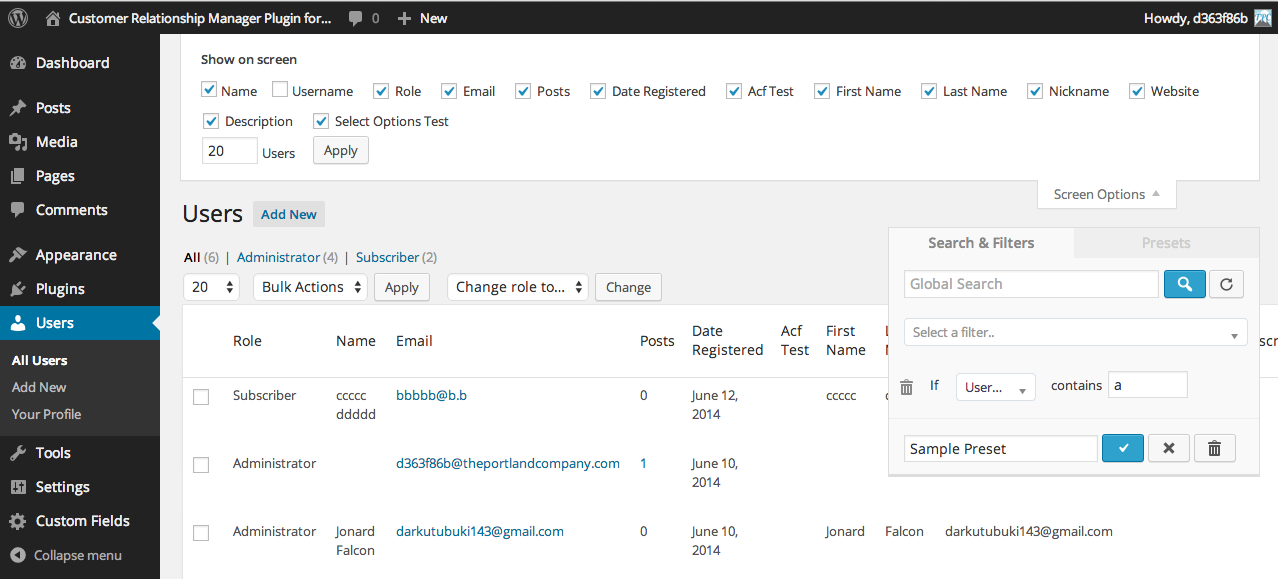 Customer Relationship Manager Plugin for... 0 New Howdy, d363f86b
Dashboard
Posts
Media
Pages
Comments
Appearance
Plugins
Users
All Users
Add New
Your Profile
Tools
Settings
Custom Fields
Collapse menu
Show on screen
Name Username Role Email Posts Date Registered Acf Test First Name Last Name Nickname Website
Description Select Options Test
20 Users Apply
Screen Options
Users Add New
All (6) | Administrator (4) | Subscriber (2)
20 Bulk Actions Apply Change role to... Change
Search & Filters Presets
Global Search
Select a filter..
If User... contains a
Sample Preset
Role Name Email Posts Date Registered Acf Test First Name
Subscriber ccccc ddddd bbbbb@b.b 0 June 12, 2014 ccccc
Administrator d363f86b@theportlandcompany.com 1 June 10, 2014
Administrator Jonard Falcon darkutubuki143@gmail.com 0 June 10, 2014 Jonard Falcon darkutubuki143@gmail.com